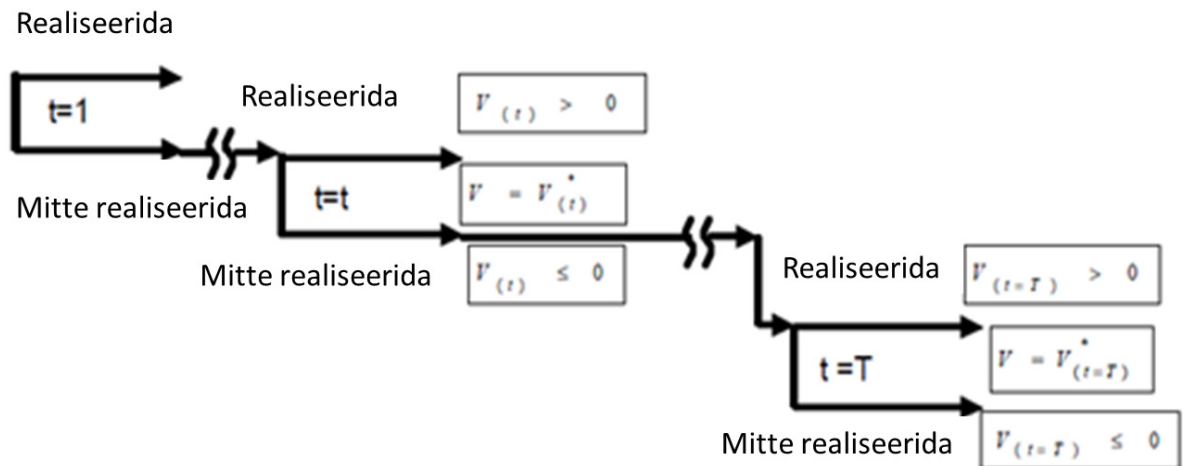 Realiseerida
t=1
Mitte realiseerida
Realiseerida
V (t) > 0
t=t
V = V*(t)
Mitte realiseerida
V (t) ≤ 0
Realiseerida
V (t=T) > 0
t =T
V = V*(t=T)
Mitte realiseerida
V (t=T) ≤ 0